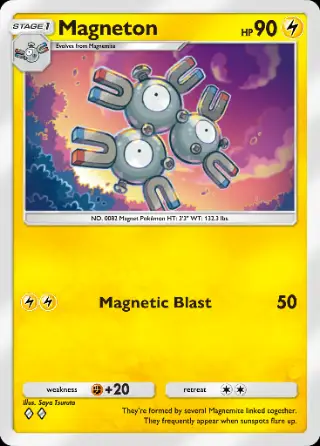 STAGE 1
Magneton
HP 90
Evolves from Magnemite
NO. 0082 Magnet Pokémon HT: 3'3" WT: 132.3 lbs.
Magnetic Blast 50
weakness +20 retreat
Illus. Saya Tsuruta
They're formed by several Magnemite linked together.
They frequently appear when sunspots flare up.